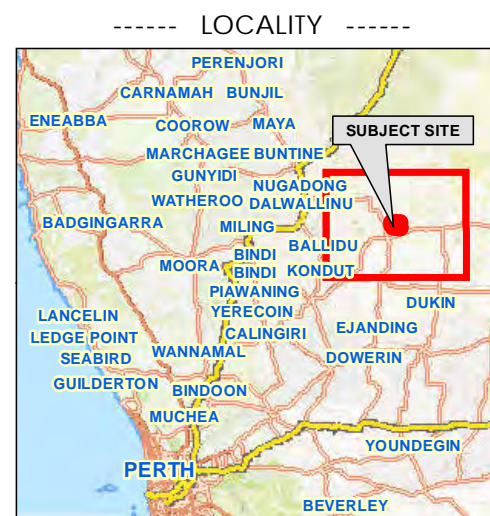 ------ LOCALITY ------
PERENJORI
CARNAMAH BUNJIL
ENEABBA
COOROW MAYA
SUBJECT SITE
MARCHAGEE BUNTINE
GUNYIDI
NUGADONG
WATHEROO DALWALLINU
BADGINGARRA
MILING
BALLIDU
BINDI
BINDI
MOORA
KONDUT
PIAWANING
DUKIN
YERECOIN
LANCELIN
EJANDING
CALINGIRI
LEDGE POINT
WANNAMAL
DOWERIN
SEABIRD
GUILDERTON
BINDOON
MUCHEA
YOUNDEGIN
PERTH
BEVERLEY